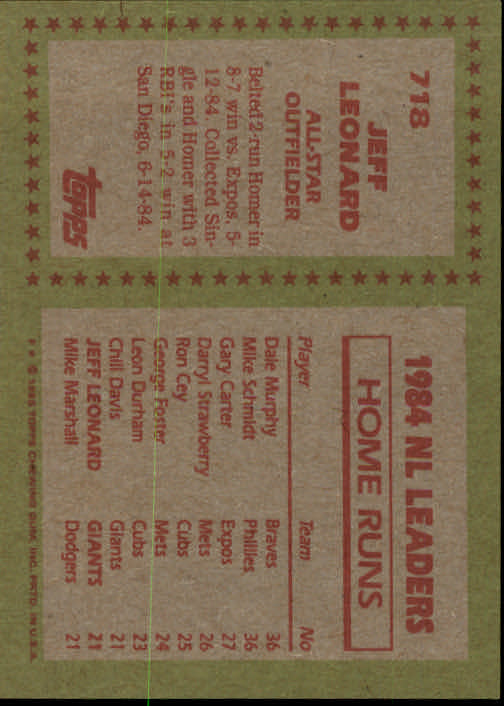 718
JEFF
LEONARD
ALL-STAR
OUTFIELDER
Belted 2-run Homer in
8-7 win vs. Expos, 5-
12-84. Collected Sin-
gle and Homer with 3
RBI's in 5-2 win at
San Diego, 6-14-84.
topps
1984 NL LEADERS
HOME RUNS
Player Team No
Dale Murphy Braves 36
Mike Schmidt Phillies 36
Gary Carter Expos 27
Darryl Strawberry Mets 26
Ron Cey Cubs 25
George Foster Mets 24
Leon Durham Cubs 23
Chili Davis Giants 21
JEFF LEONARD GIANTS 21
Mike Marshall Dodgers 21
© 1985 TOPPS CHEWING GUM, INC. PRTD. IN U.S.A.